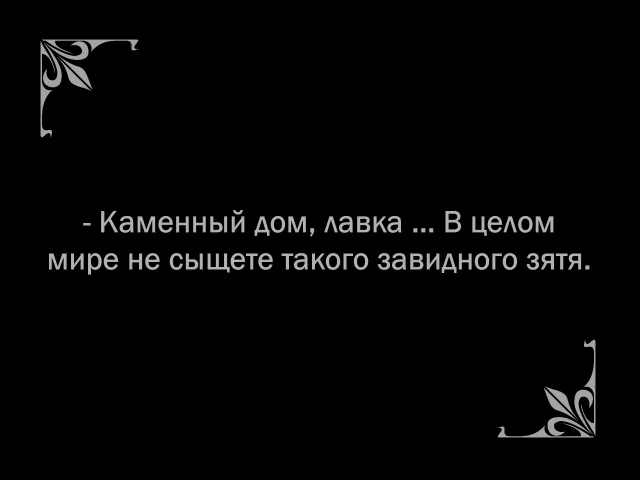 - Каменный дом, лавка ... В целом
мире не сыщете такого завидного зятя.